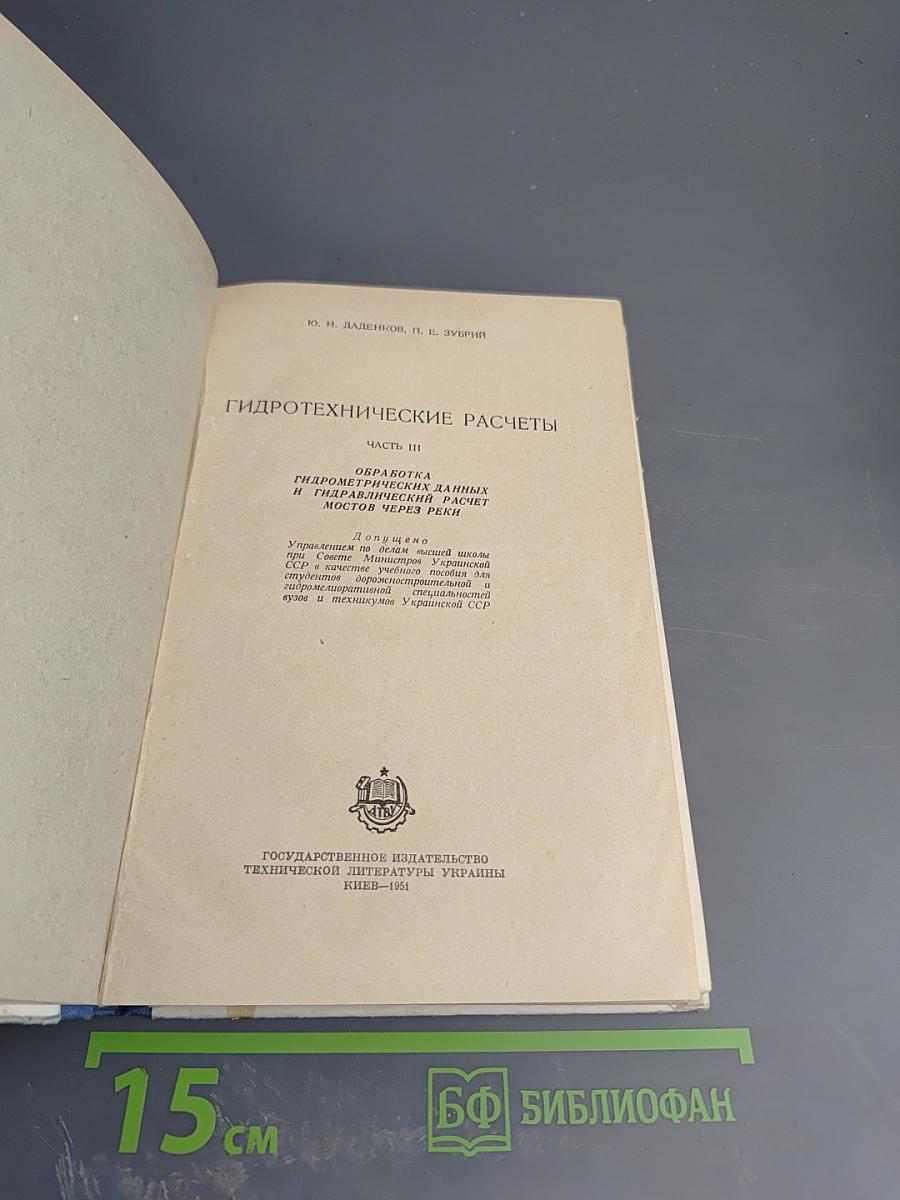 Ю. Н. ДАДЕНКОВ, П. Е. ЗУБРИЙ
ГИДРОТЕХНИЧЕСКИЕ РАСЧЕТЫ
ЧАСТЬ III
ОБРАБОТКА
ГИДРОМЕТРИЧЕСКИХ ДАННЫХ
И ГИДРАВЛИЧЕСКИЙ РАСЧЕТ
МОСТОВ ЧЕРЕЗ РЕКИ
Допущено
Управлением по делам высшей школы
при Совете Министров Украинской
ССР в качестве учебного пособия для
студентов дорожностроительной и
гидромелиоративной специальностей
вузов и техникумов Украинской ССР
ДТВУ
ГОСУДАРСТВЕННОЕ ИЗДАТЕЛЬСТВО
ТЕХНИЧЕСКОЙ ЛИТЕРАТУРЫ УКРАИНЫ
КИЕВ—1951
15 см
БФ БИБЛИОФАН